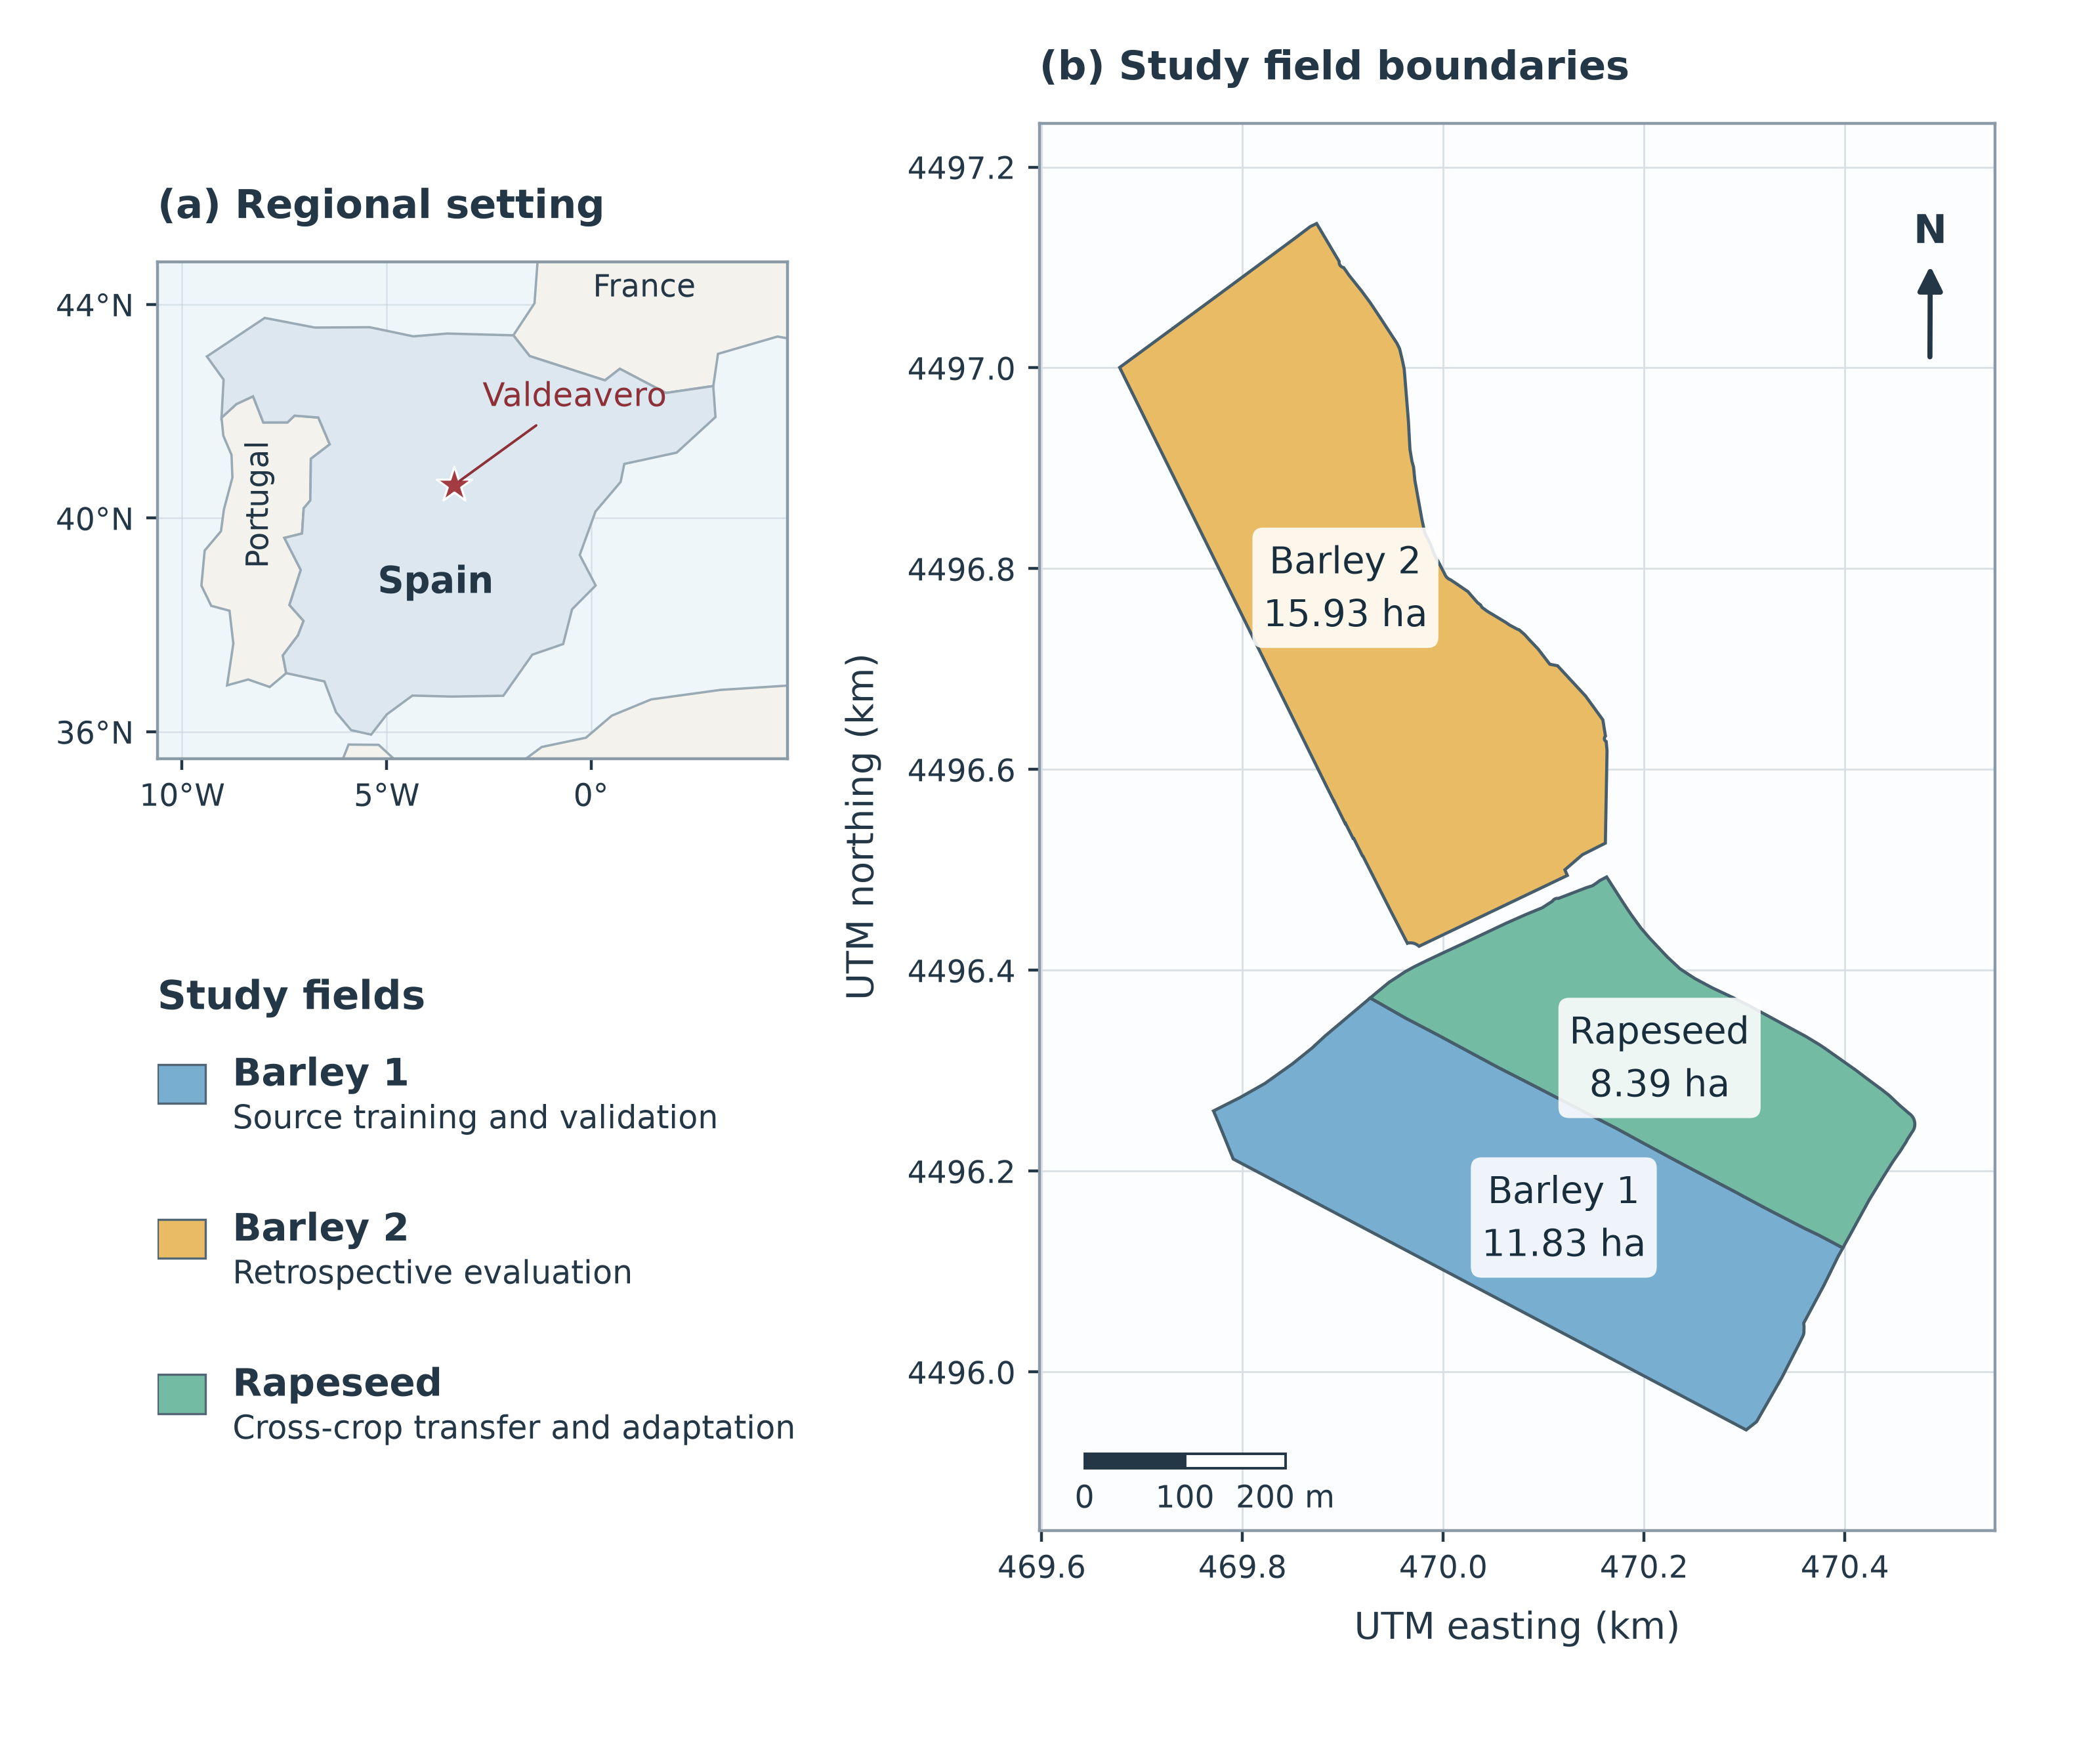 (a) Regional setting
44°N
40°N
36°N
10°W
5°W
0°
France
Valdeavero
Portugal
Spain
Study fields
Barley 1
Source training and validation
Barley 2
Retrospective evaluation
Rapeseed
Cross-crop transfer and adaptation
(b) Study field boundaries
UTM northing (km)
4497.2
4497.0
4496.8
4496.6
4496.4
4496.2
4496.0
N
Barley 2
15.93 ha
Rapeseed
8.39 ha
Barley 1
11.83 ha
0 100 200 m
469.6 469.8 470.0 470.2 470.4
UTM easting (km)